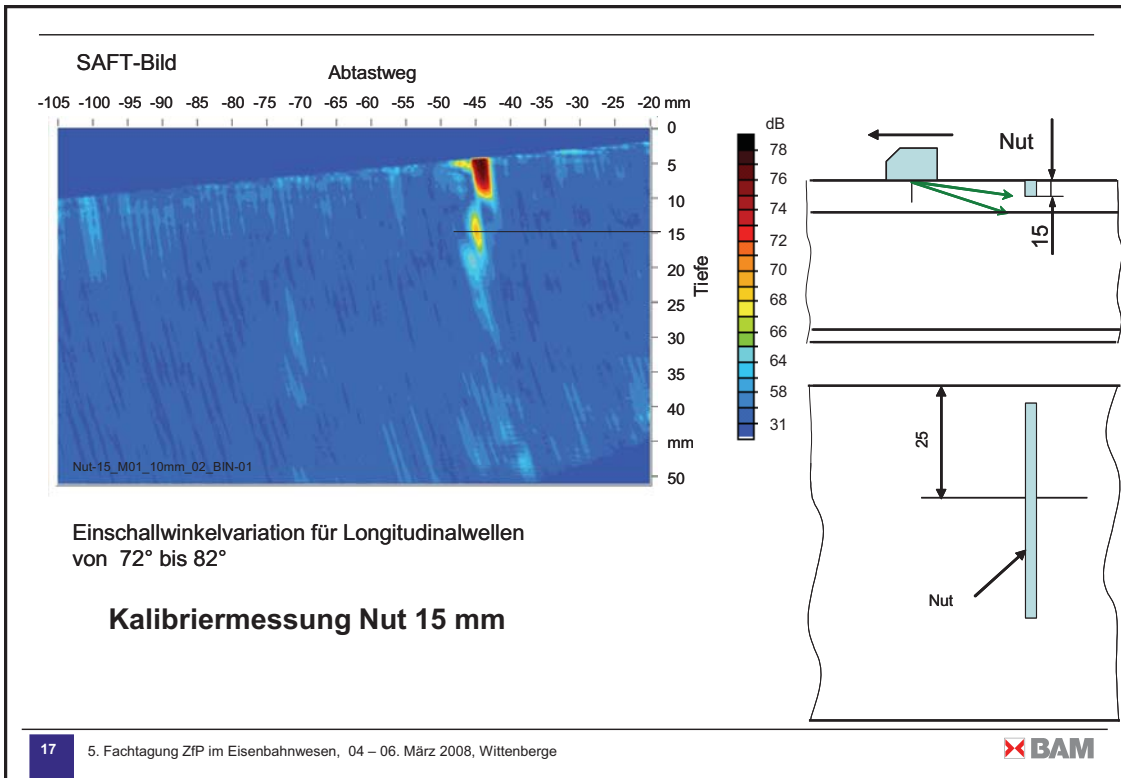 SAFT-Bild
Abtastweg
-105 -100 -95 -90 -85 -80 -75 -70 -65 -60 -55 -50 -45 -40 -35 -30 -25 -20 mm
0
5
10
15
20
25
30
35
40
mm
50
Tiefe
Nut-15_M01_10mm_02_BIN-01
dB
78
76
74
72
70
68
66
64
58
31
Nut
15
25
Nut
Einschallwinkelvariation für Longitudinalwellen
von 72° bis 82°
Kalibriermessung Nut 15 mm
17 5. Fachtagung ZfP im Eisenbahnwesen, 04 – 06. März 2008, Wittenberge
BAM